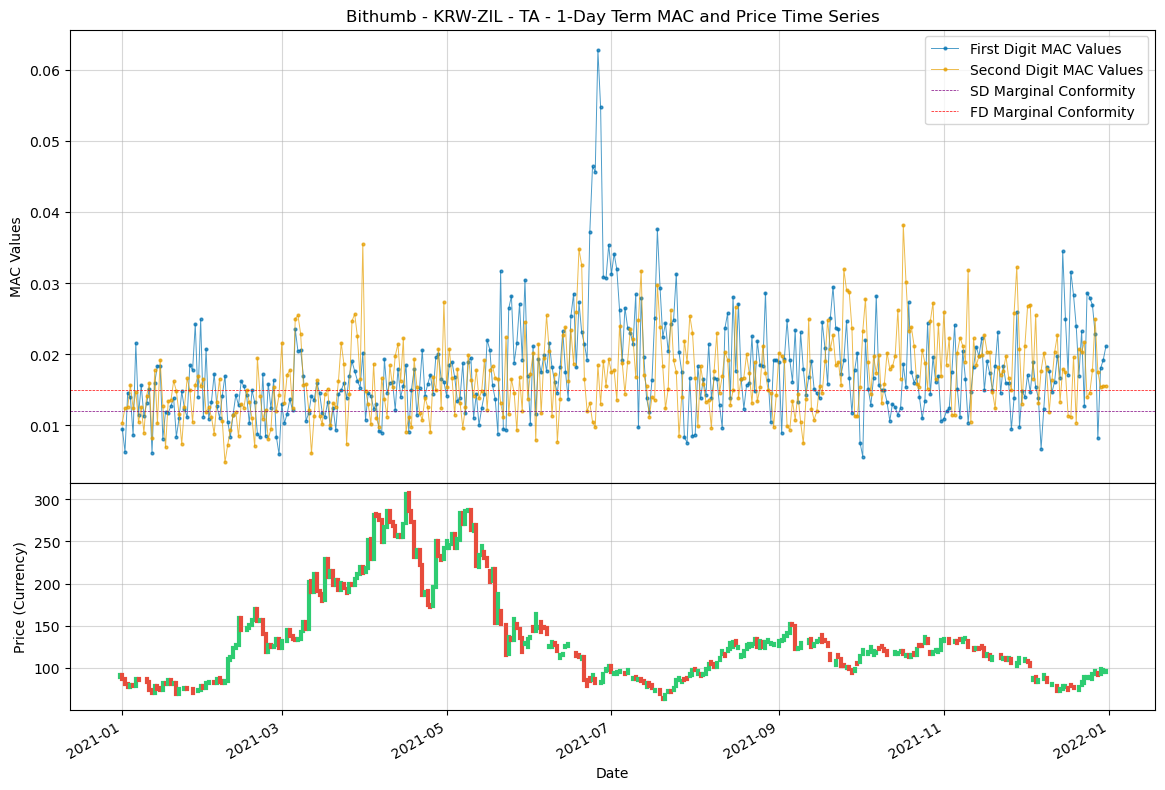 Bithumb - KRW-ZIL - TA - 1-Day Term MAC and Price Time Series
First Digit MAC Values
Second Digit MAC Values
SD Marginal Conformity
FD Marginal Conformity
MAC Values
0.06
0.05
0.04
0.03
0.02
0.01
Price (Currency)
300
250
200
150
100
2021-01
2021-03
2021-05
2021-07
2021-09
2021-11
2022-01
Date